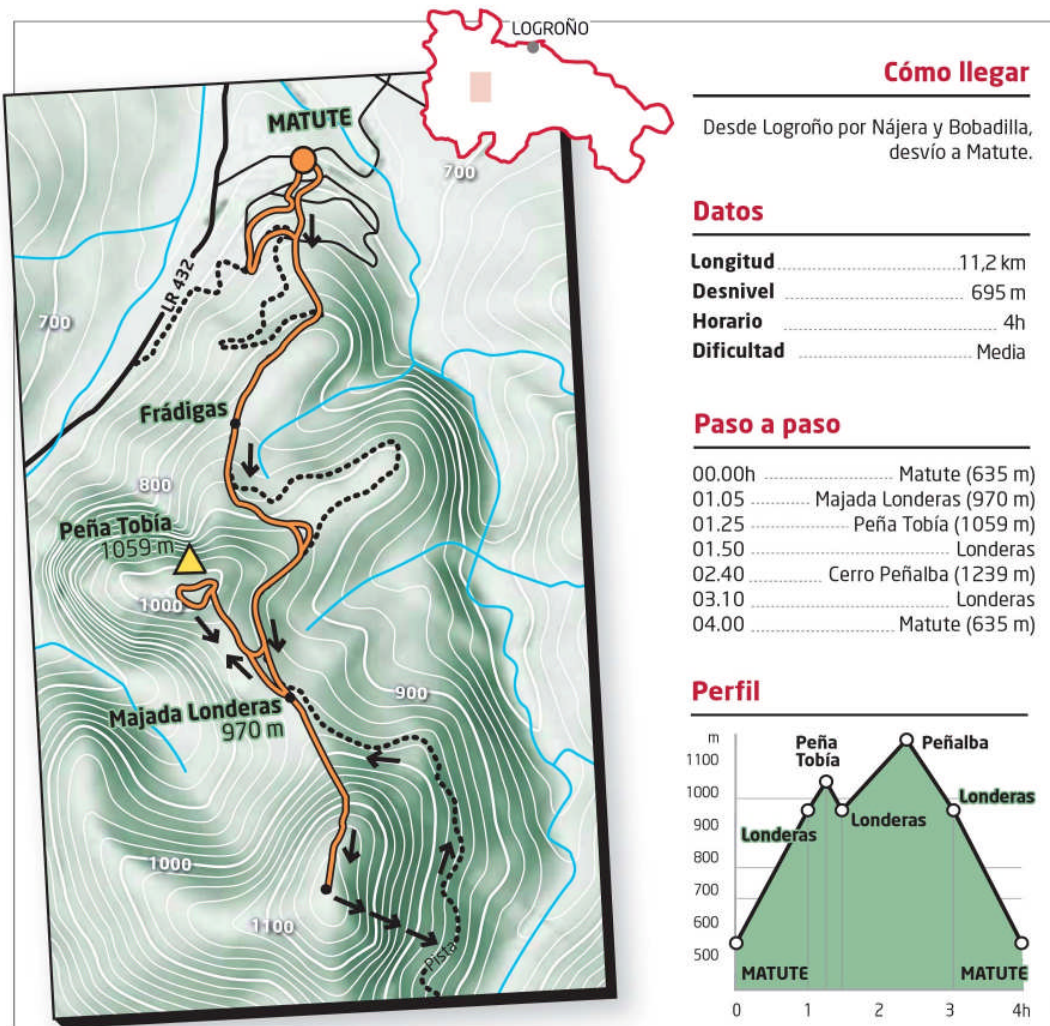 LOGROÑO
MATUTE
700
LR 432
700
Frádigas
800
Peña Tobía
1059 m
1000
Majada Londeras
970 m
900
1000
1100
Pista
Cómo llegar
Desde Logroño por Nájera y Bobadilla,
desvío a Matute.
Datos
Longitud 11,2 km
Desnivel 695 m
Horario 4h
Dificultad Media
Paso a paso
00.00h Matute (635 m)
01.05 Majada Londeras (970 m)
01.25 Peña Tobía (1059 m)
01.50 Londeras
02.40 Cerro Peñalba (1239 m)
03.10 Londeras
04.00 Matute (635 m)
Perfil
m
1100
1000
900
800
700
600
500
Peña
Tobía
Peñalba
Londeras
Londeras
Londeras
MATUTE
MATUTE
0 1 2 3 4h